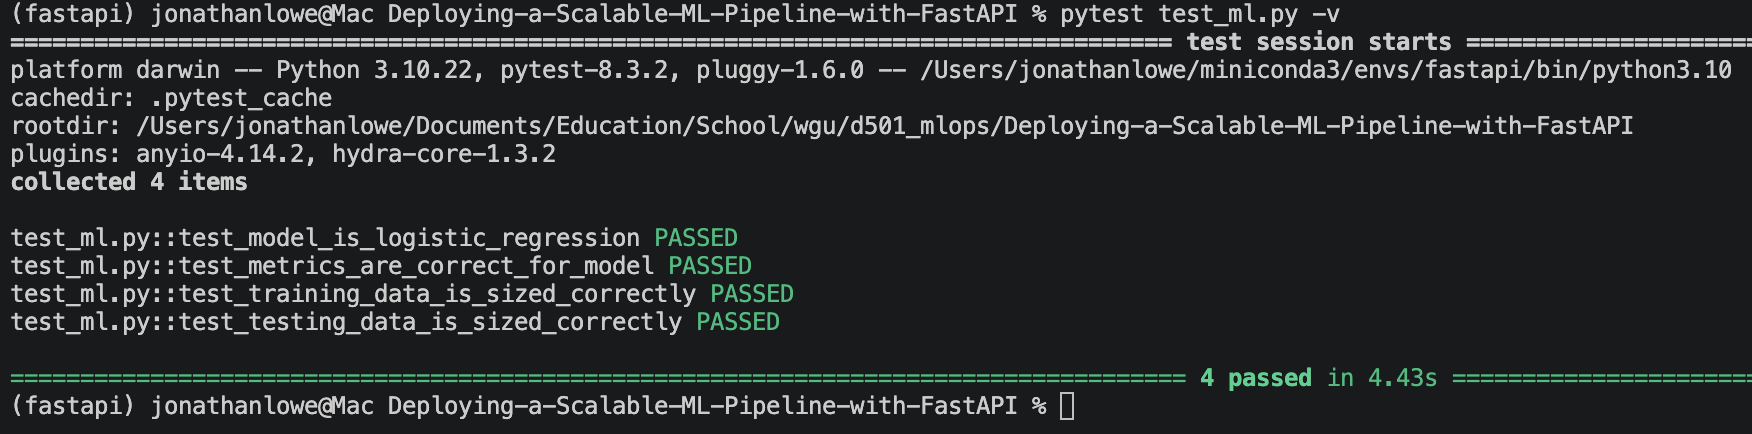 (fastapi) jonathanlowe@Mac Deploying-a-Scalable-ML-Pipeline-with-FastAPI % pytest test_ml.py -v
=================================================================================== test session starts =====================
platform darwin -- Python 3.10.22, pytest-8.3.2, pluggy-1.6.0 -- /Users/jonathanlowe/miniconda3/envs/fastapi/bin/python3.10
cachedir: .pytest_cache
rootdir: /Users/jonathanlowe/Documents/Education/School/wgu/d501_mlops/Deploying-a-Scalable-ML-Pipeline-with-FastAPI
plugins: anyio-4.14.2, hydra-core-1.3.2
collected 4 items
test_ml.py::test_model_is_logistic_regression PASSED
test_ml.py::test_metrics_are_correct_for_model PASSED
test_ml.py::test_training_data_is_sized_correctly PASSED
test_ml.py::test_testing_data_is_sized_correctly PASSED
==================================================================================== 4 passed in 4.43s ======================
(fastapi) jonathanlowe@Mac Deploying-a-Scalable-ML-Pipeline-with-FastAPI %